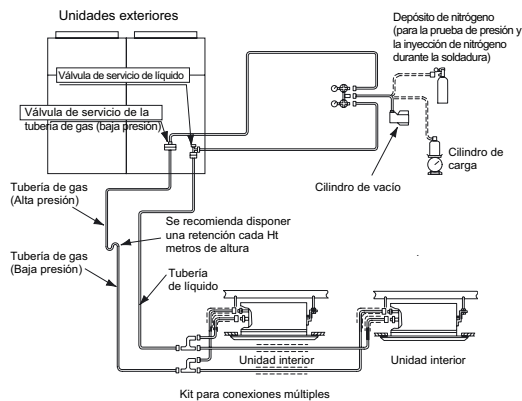 Unidades exteriores
Válvula de servicio de líquido
Válvula de servicio de la
tubería de gas (baja presión)
Depósito de nitrógeno
(para la prueba de presión y
la inyección de nitrógeno
durante la soldadura)
Cilindro de
carga
Cilindro de vacío
Tubería de gas
(Alta presión)
Se recomienda disponer
una retención cada Ht
metros de altura
Tubería de gas
(Baja presión)
Tubería
de líquido
Unidad interior
Unidad interior
Kit para conexiones múltiples